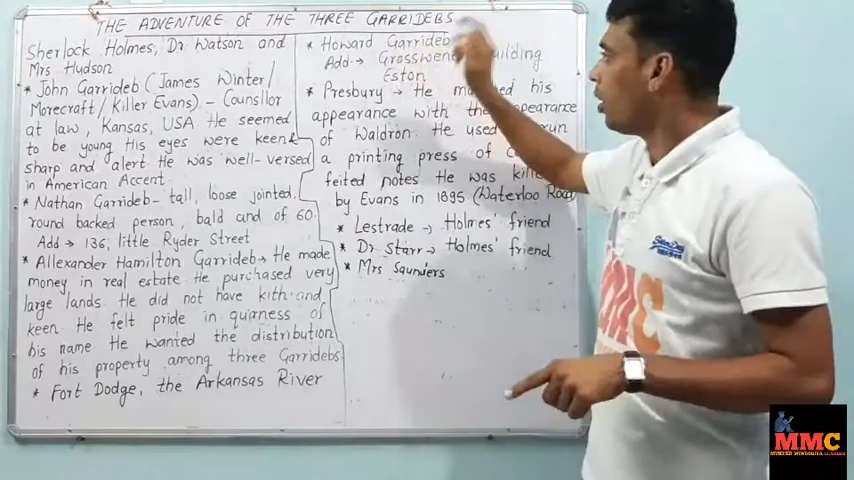 THE ADVENTURE OF THE THREE GARRIDEBS
Sherlock Holmes, Dr Watson and
Mrs Hudson
* John Garrideb (James Winter/
Morecraft/ Killer Evans) - Counsllor
at law, Kansas, USA. He seemed
to be young. His eyes were keen &
sharp and alert. He was well-versed
in American Accent.
* Nathan Garrideb - tall, loose jointed,
round backed person, bald and of 60.
Add → 136, little Ryder Street
* Allexander Hamilton Garrideb → He made
money in real estate. He purchased very
large lands. He did not have kith and
keen. He felt pride in quirness of
his name. He wanted the distribution
of his property among three Garridebs
* Fort Dodge, the Arkansas River
* Howard Garrideb
Add → Grosswen building
Eston
* Presbury → He his
appearance with the appearance
of Waldron. He used run
a printing press of
feited notes. He was killed
by Evans in 1895 (Waterloo Road
* Lestrade → Holmes' friend
* Dr Starr → Holmes' friend
* Mrs Saunders
MMC